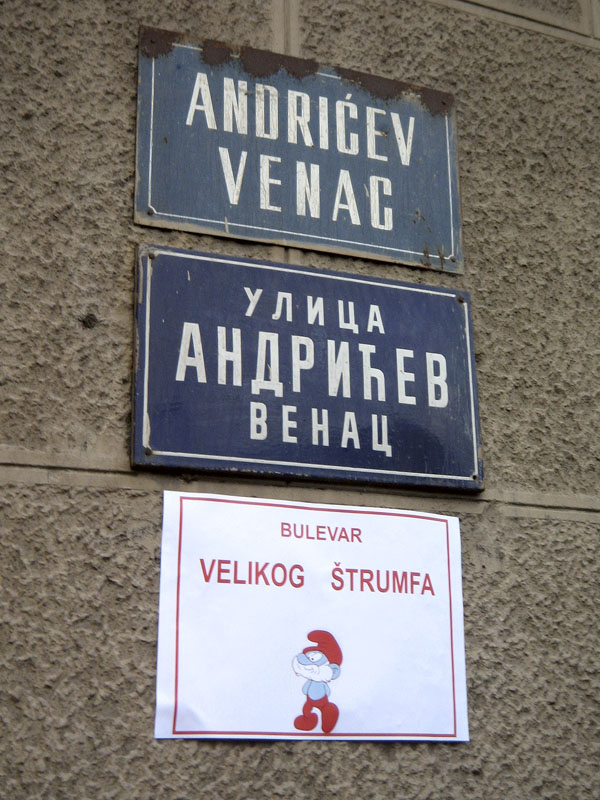 ANDRIĆEV
VENAC
УЛИЦА
АНДРИЋЕВ
ВЕНАЦ
BULEVAR
VELIKOG ŠTRUMFA